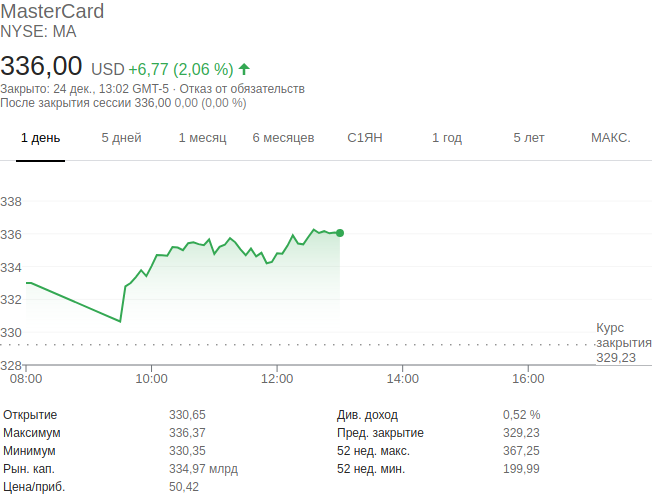 MasterCard
NYSE: MA
336,00 USD +6,77 (2,06 %)
Закрыто: 24 дек., 13:02 GMT-5 · Отказ от обязательств
После закрытия сессии 336,00 0,00 (0,00 %)
1 день 5 дней 1 месяц 6 месяцев С1ЯН 1 год 5 лет МАКС.
338
336
334
332
330
Курс
закрытия
329,23
328
08:00 10:00 12:00 14:00 16:00
Открытие 330,65 Див. доход 0,52 %
Максимум 336,37 Пред. закрытие 329,23
Минимум 330,35 52 нед. макс. 367,25
Рын. кап. 334,97 млрд 52 нед. мин. 199,99
Цена/приб. 50,42